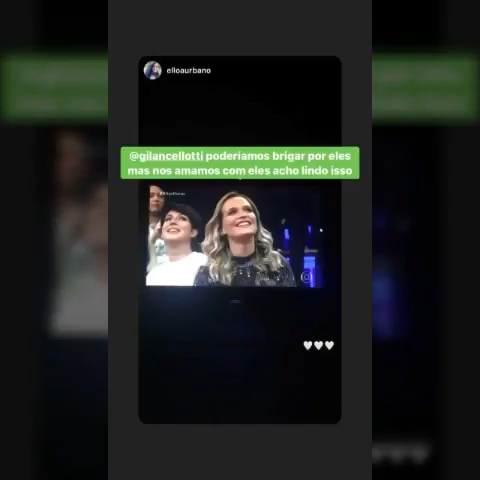 elloaurbano
@gilancellotti poderíamos brigar por eles
mas nos amamos com eles acho lindo isso